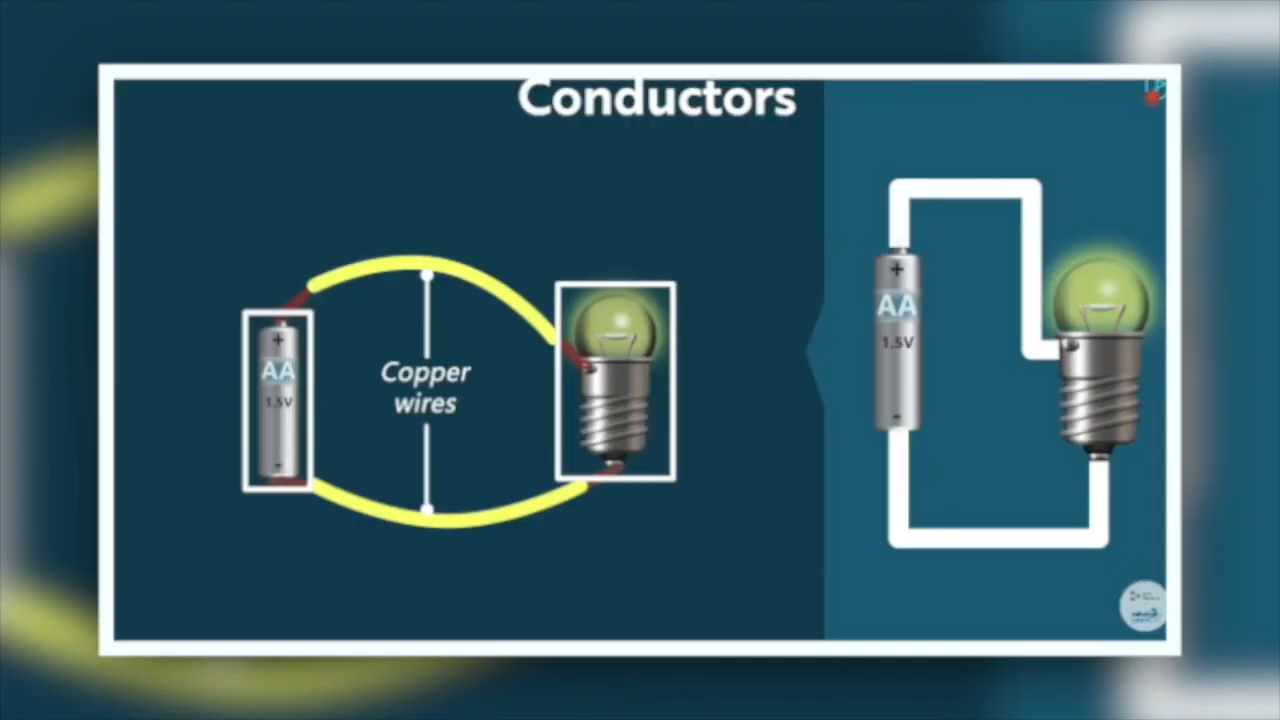 Conductors
+
AA
1.5V
-
Copper
wires
+
AA
1.5V
-